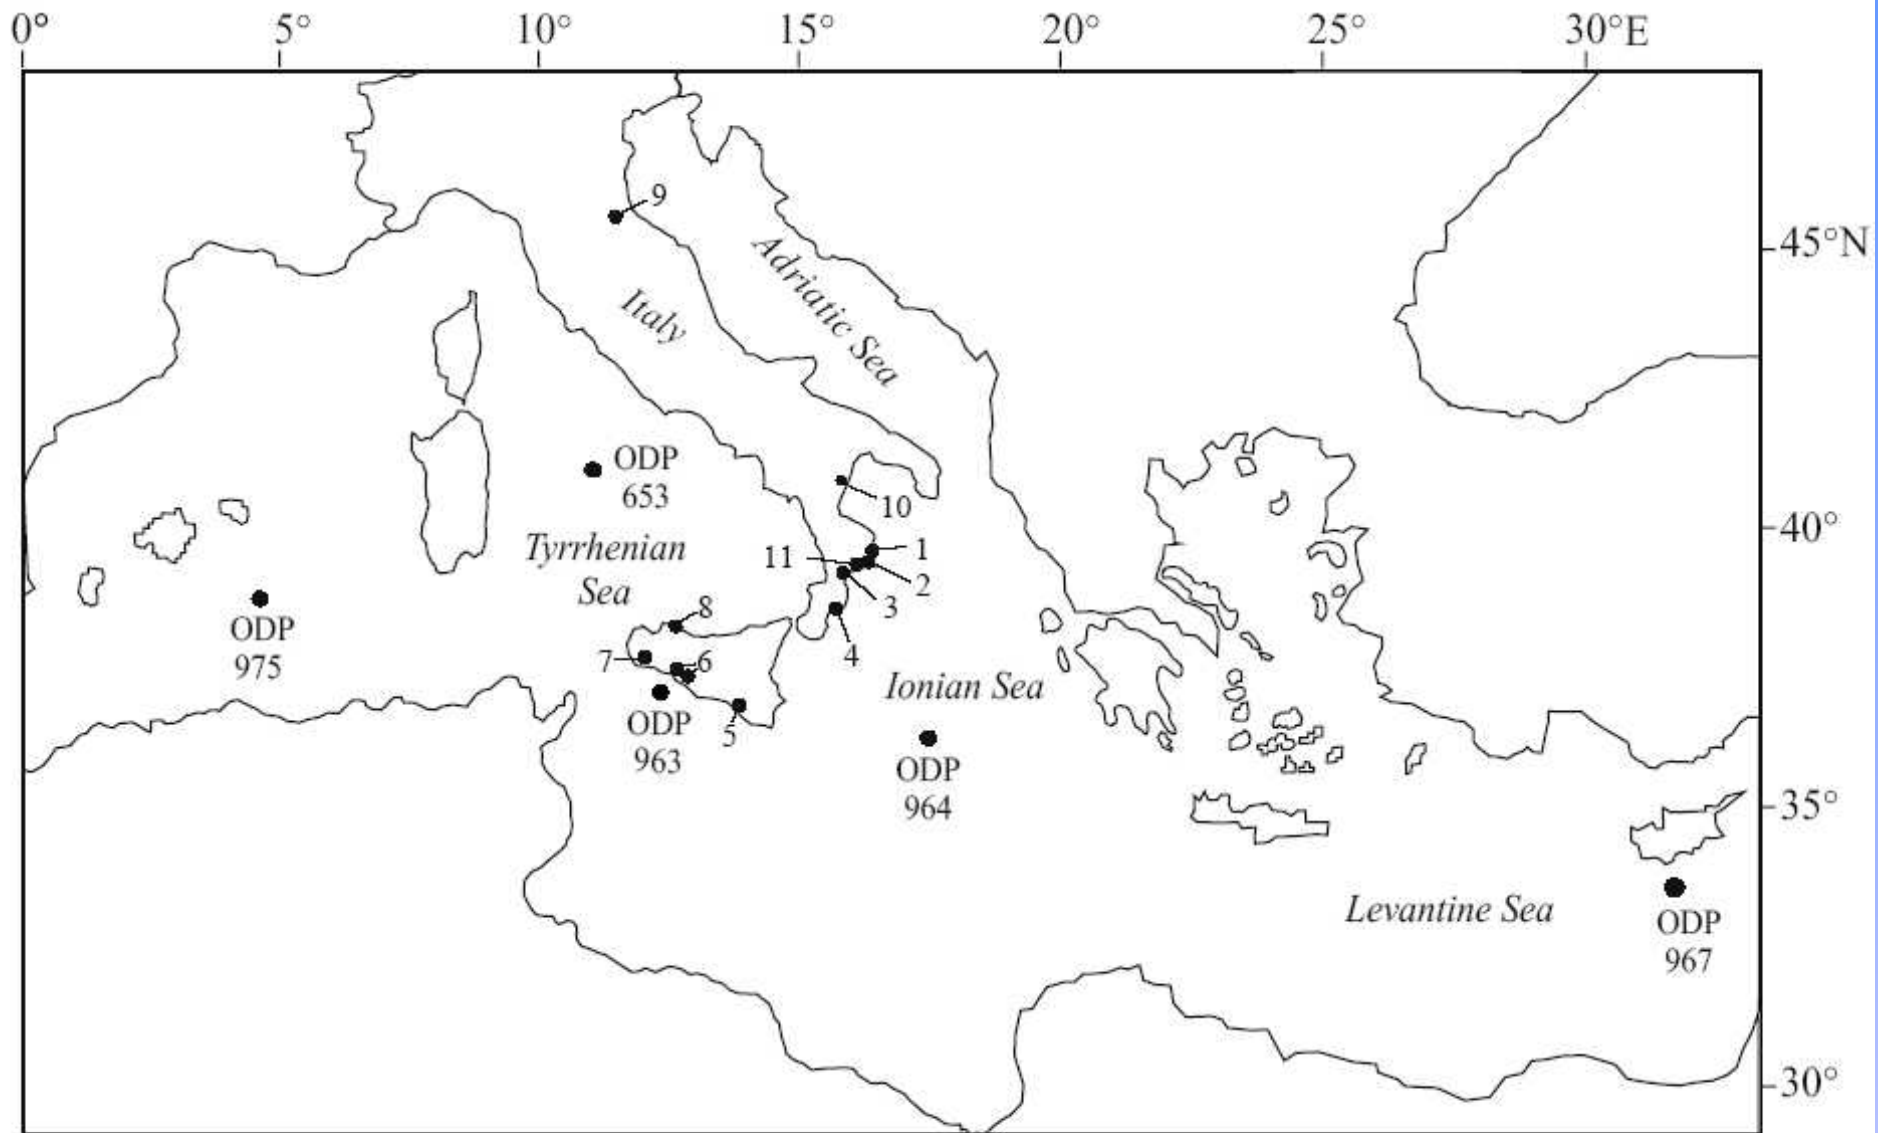 0°
5°
10°
15°
20°
25°
30°E
9
45°N
Adriatic Sea
Italy
ODP
653
10
40°
Tyrrhenian
Sea
11
1
2
3
8
ODP
975
7
6
4
Ionian Sea
ODP
963
5
ODP
964
35°
Levantine Sea
ODP
967
30°